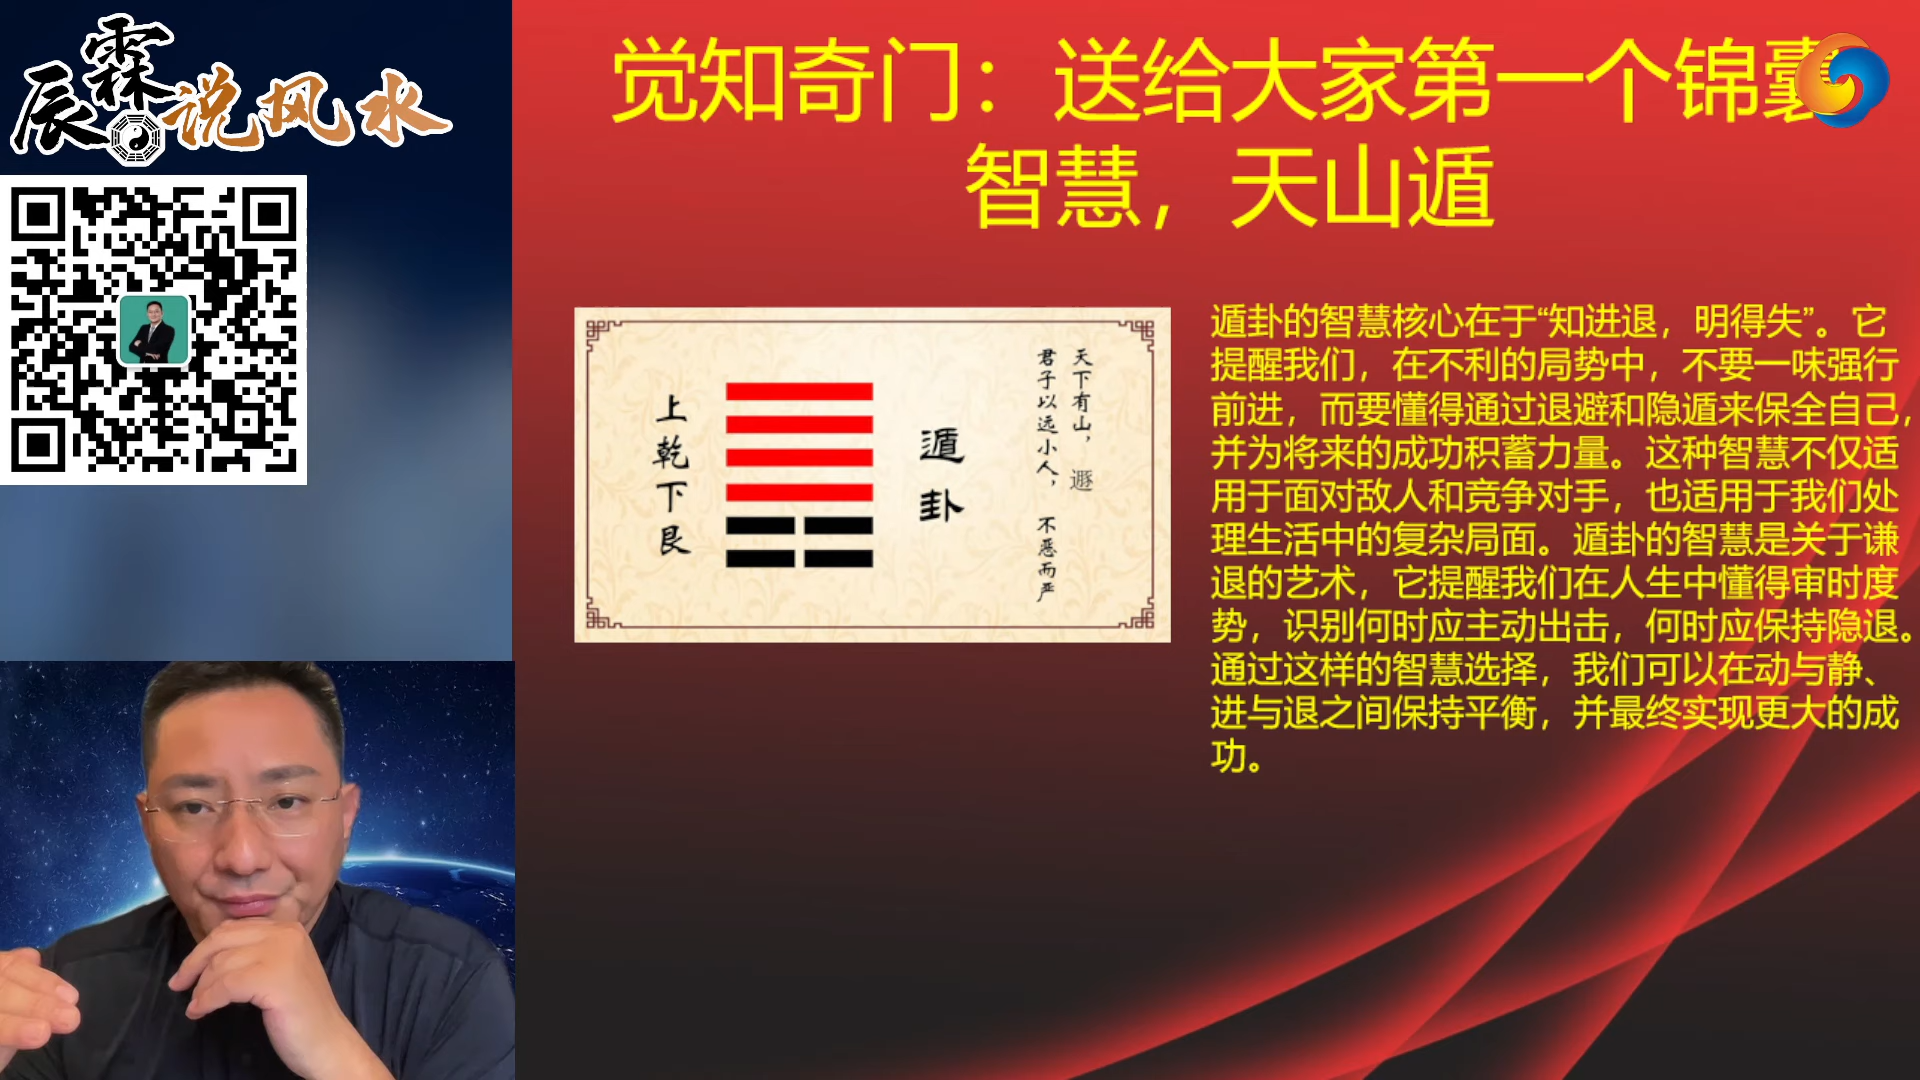 辰霖说风水
觉知奇门：送给大家第一个锦囊
智慧，天山遁
上乾下艮
遁卦
天下有山，遯
君子以远小人，不恶而严
遁卦的智慧核心在于“知进退，明得失”。它
提醒我们，在不利的局势中，不要一味强行
前进，而要懂得通过退避和隐遁来保全自己，
并为将来的成功积蓄力量。这种智慧不仅适
用于面对敌人和竞争对手，也适用于我们处
理生活中的复杂局面。遁卦的智慧是关于谦
退的艺术，它提醒我们在人生中懂得审时度
势，识别何时应主动出击，何时应保持隐退。
通过这样的智慧选择，我们可以在动与静、
进与退之间保持平衡，并最终实现更大的成
功。